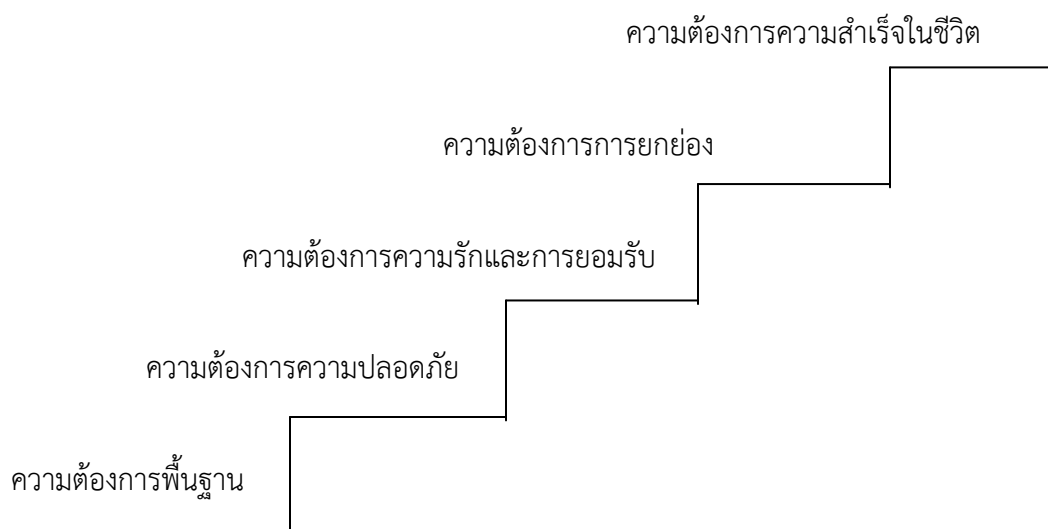 ความต้องการความสำเร็จในชีวิต
ความต้องการการยกย่อง
ความต้องการความรักและการยอมรับ
ความต้องการความปลอดภัย
ความต้องการพื้นฐาน